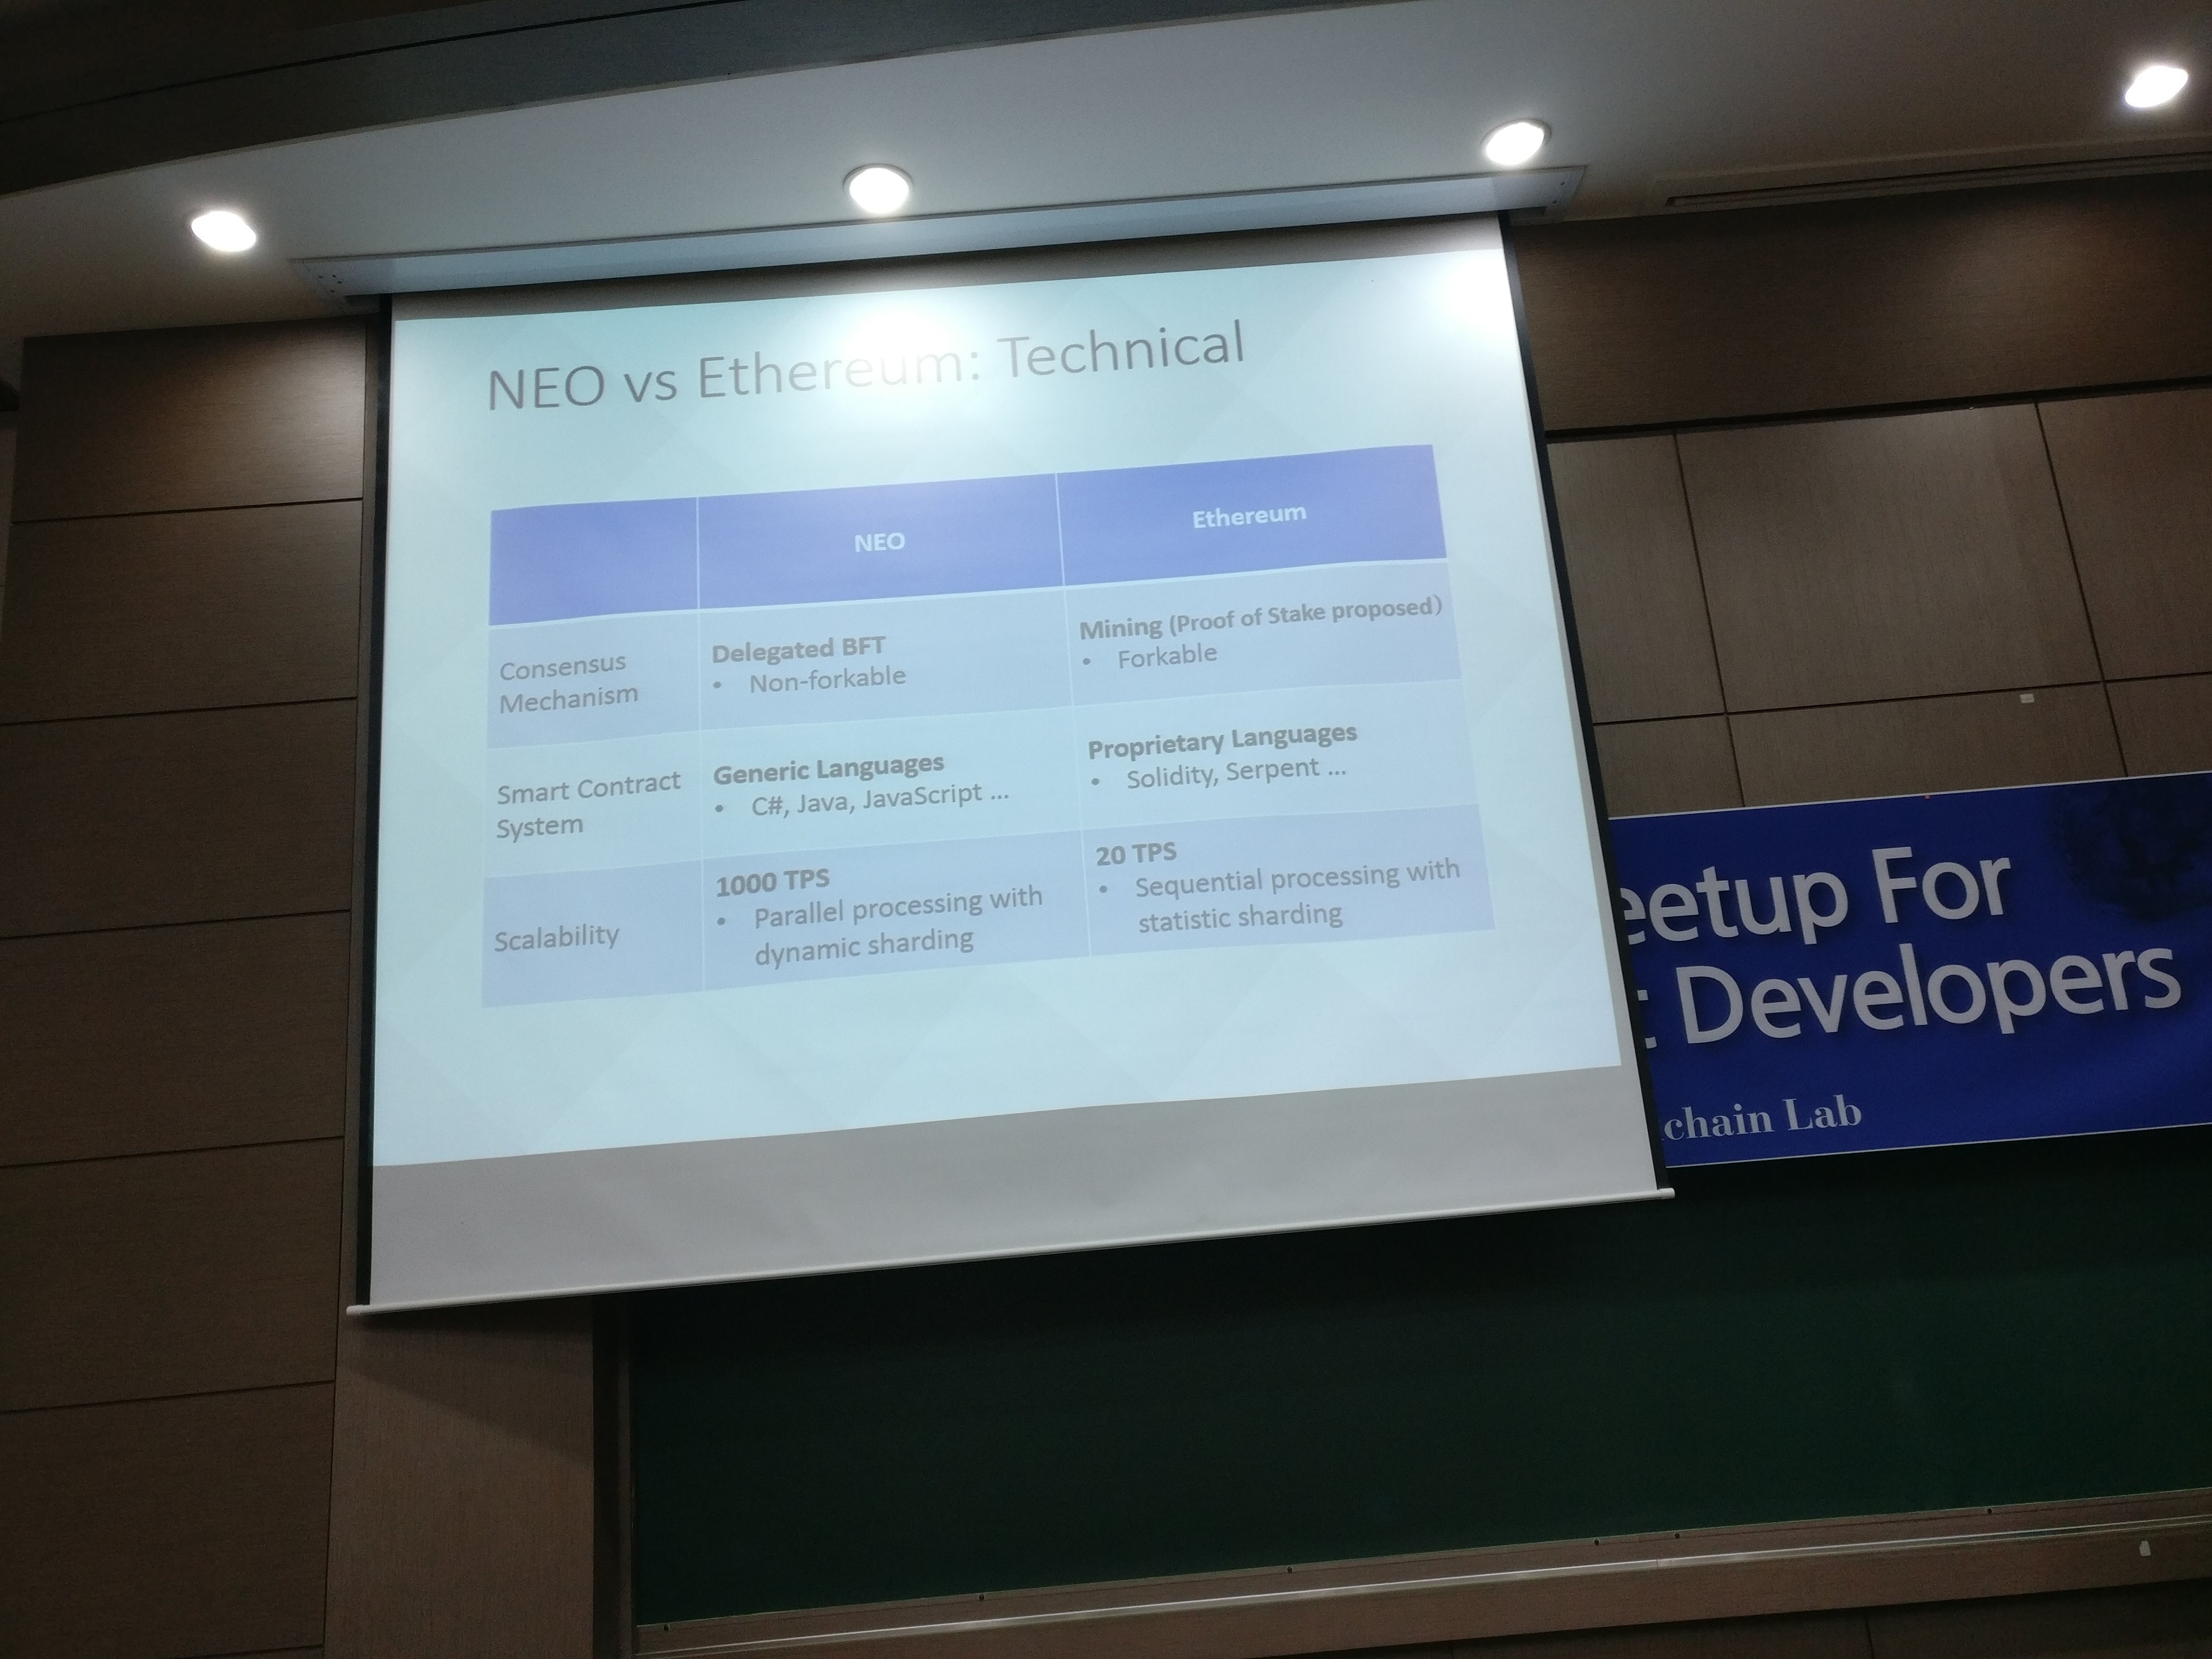 NEO vs Ethereum: Technical
NEO
Ethereum
Consensus
Mechanism
Delegated BFT
• Non-forkable
Mining (Proof of Stake proposed)
• Forkable
Smart Contract
System
Generic Languages
• C#, Java, JavaScript ...
Proprietary Languages
• Solidity, Serpent ...
Scalability
1000 TPS
• Parallel processing with
dynamic sharding
20 TPS
• Sequential processing with
statistic sharding
eetup For
Developers
chain Lab